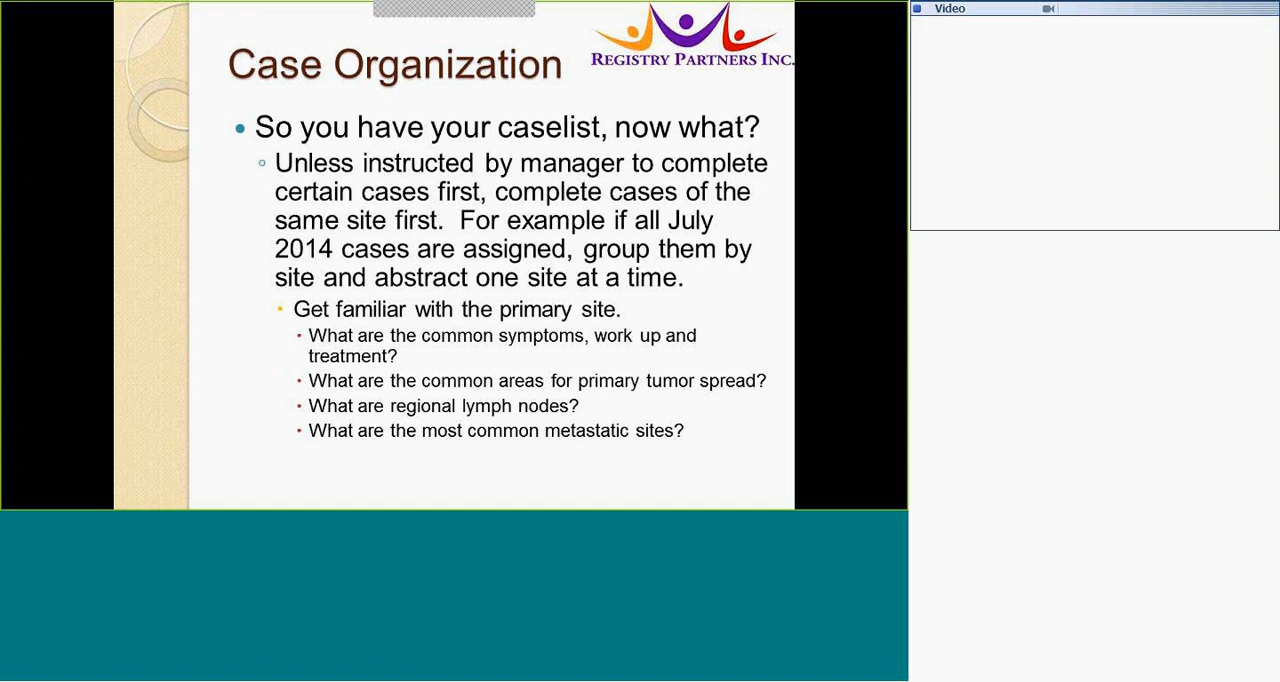 Video
REGISTRY PARTNERS INC.
Case Organization
So you have your caselist, now what?
Unless instructed by manager to complete
certain cases first, complete cases of the
same site first.  For example if all July
2014 cases are assigned, group them by
site and abstract one site at a time.
Get familiar with the primary site.
What are the common symptoms, work up and
treatment?
What are the common areas for primary tumor spread?
What are regional lymph nodes?
What are the most common metastatic sites?